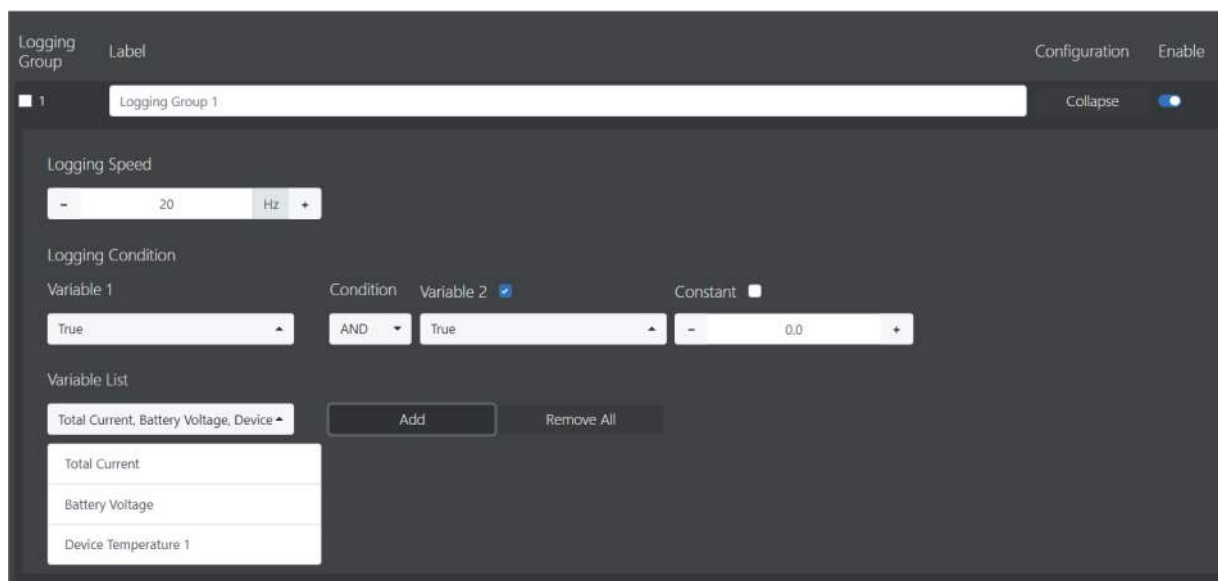 Logging Group Label Configuration Enable
1 Logging Group 1 Collapse
Logging Speed
- 20 Hz +
Logging Condition
Variable 1 Condition Variable 2 Constant
True AND True - 0.0 +
Variable List
Total Current, Battery Voltage, Device Add Remove All
Total Current
Battery Voltage
Device Temperature 1